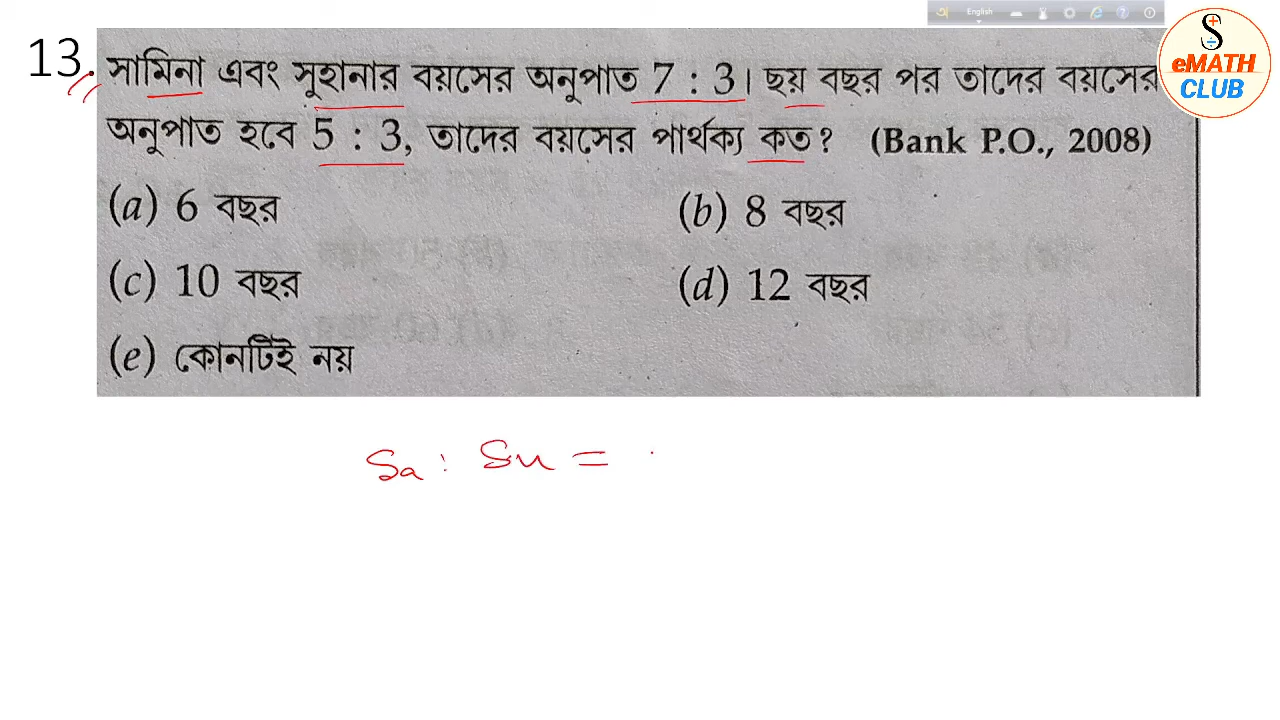 English
eMATH
CLUB
13.
সামিনা এবং সুহানার বয়সের অনুপাত 7 : 3। ছয় বছর পর তাদের বয়সের
অনুপাত হবে 5 : 3, তাদের বয়সের পার্থক্য কত? (Bank P.O., 2008)
(a) 6 বছর (b) 8 বছর
(c) 10 বছর (d) 12 বছর
(e) কোনটিই নয়
Sa : Su =